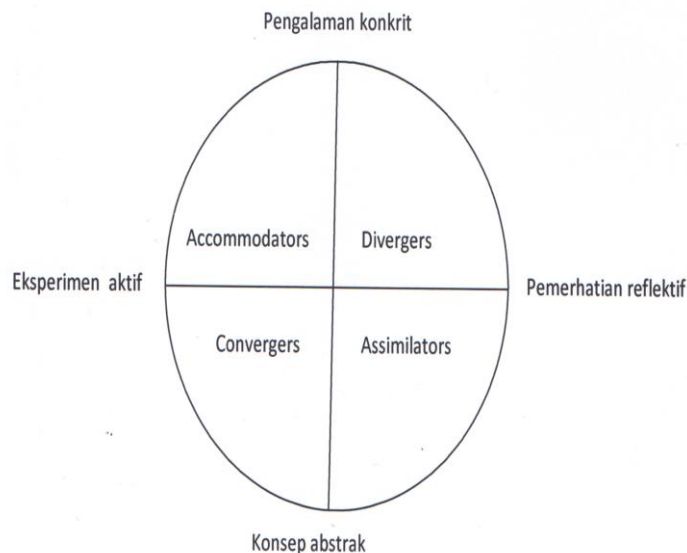 Pengalaman konkrit
Accommodators
Divergers
Eksperimen aktif
Pemerhatian reflektif
Convergers
Assimilators
Konsep abstrak